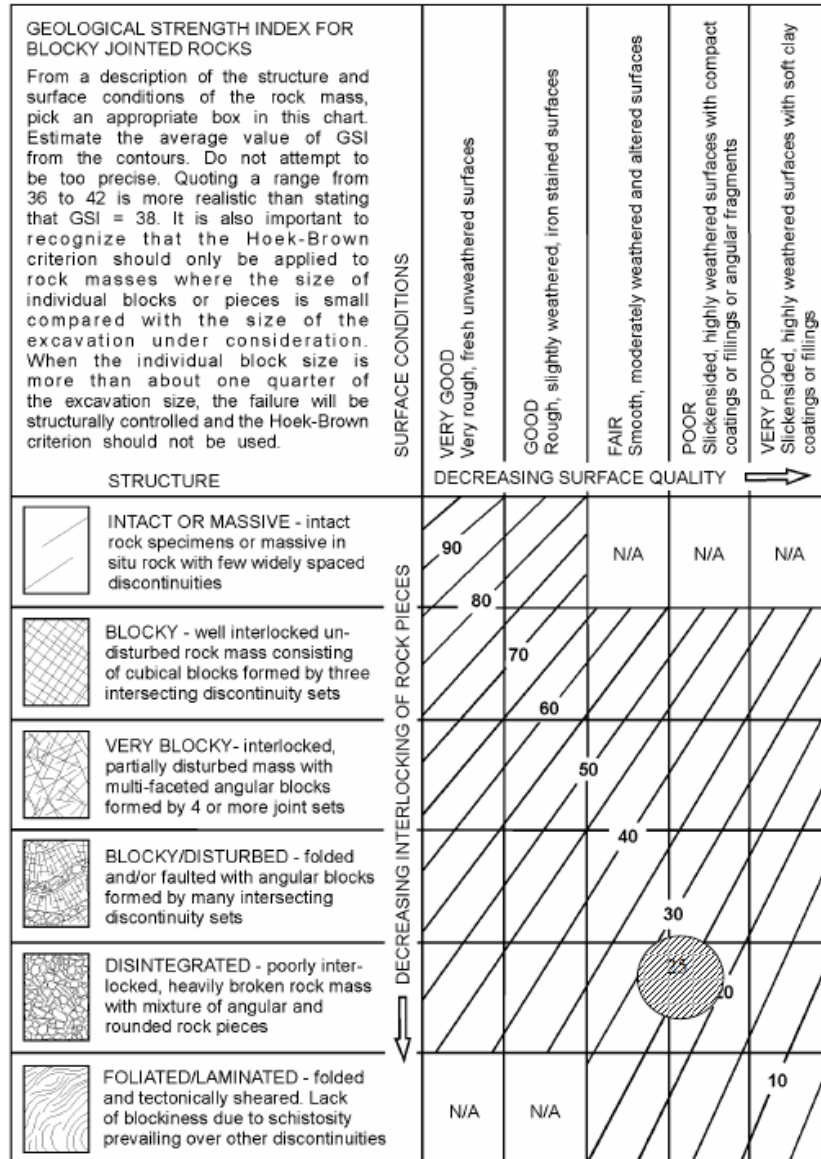 GEOLOGICAL STRENGTH INDEX FOR
BLOCKY JOINTED ROCKS
From a description of the structure and
surface conditions of the rock mass,
pick an appropriate box in this chart.
Estimate the average value of GSI
from the contours. Do not attempt to
be too precise. Quoting a range from
36 to 42 is more realistic than stating
that GSI = 38. It is also important to
recognize that the Hoek-Brown
criterion should only be applied to
rock masses where the size of
individual blocks or pieces is small
compared with the size of the
excavation under consideration.
When the individual block size is
more than about one quarter of
the excavation size, the failure will be
structurally controlled and the Hoek-Brown
criterion should not be used.
STRUCTURE
SURFACE CONDITIONS
VERY GOOD
Very rough, fresh unweathered surfaces
GOOD
Rough, slightly weathered, iron stained surfaces
FAIR
Smooth, moderately weathered and altered surfaces
POOR
Slickensided, highly weathered surfaces with compact
coatings or fillings or angular fragments
VERY POOR
Slickensided, highly weathered surfaces with soft clay
coatings or fillings
DECREASING SURFACE QUALITY
DECREASING INTERLOCKING OF ROCK PIECES
INTACT OR MASSIVE - intact
rock specimens or massive in
situ rock with few widely spaced
discontinuities
90
80
N/A
N/A
N/A
BLOCKY - well interlocked un-
disturbed rock mass consisting
of cubical blocks formed by three
intersecting discontinuity sets
70
60
VERY BLOCKY- interlocked,
partially disturbed mass with
multi-faceted angular blocks
formed by 4 or more joint sets
50
40
BLOCKY/DISTURBED - folded
and/or faulted with angular blocks
formed by many intersecting
discontinuity sets
30
DISINTEGRATED - poorly inter-
locked, heavily broken rock mass
with mixture of angular and
rounded rock pieces
25
20
FOLIATED/LAMINATED - folded
and tectonically sheared. Lack
of blockiness due to schistosity
prevailing over other discontinuities
N/A
N/A
10